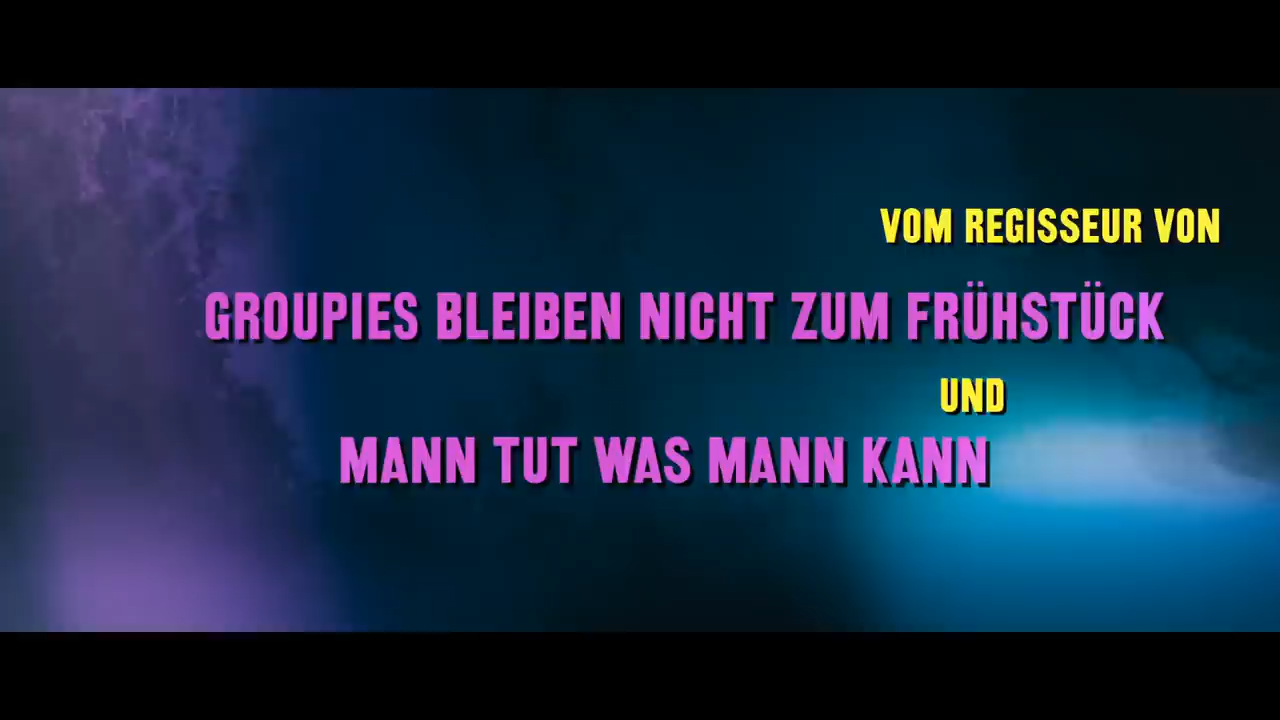 VOM REGISSEUR VON
GROUPIES BLEIBEN NICHT ZUM FRÜHSTÜCK
UND
MANN TUT WAS MANN KANN